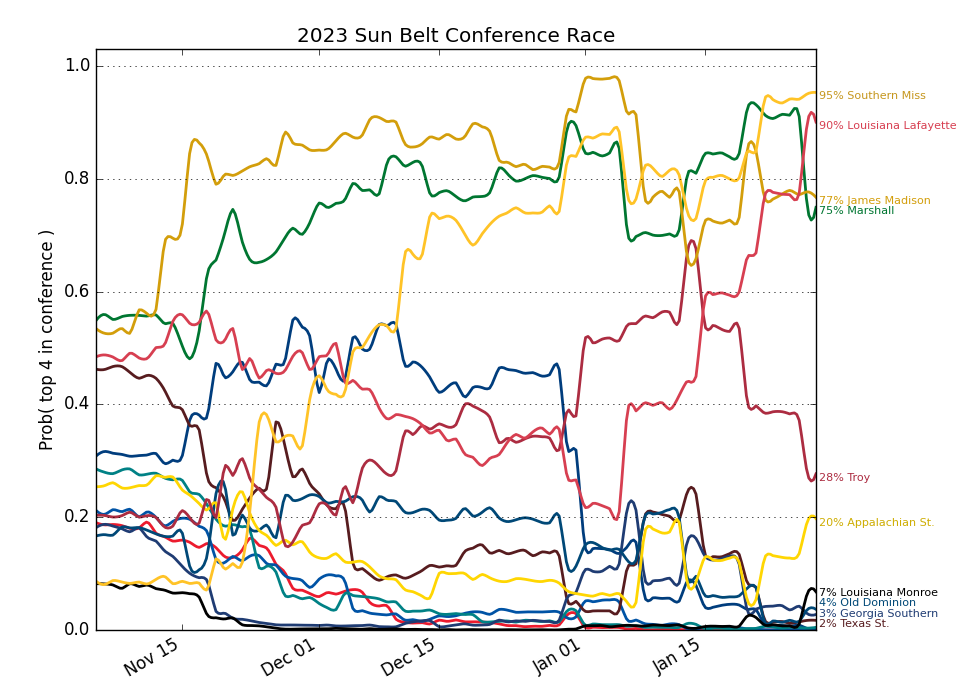 2023 Sun Belt Conference Race
Prob( top 4 in conference )
1.0
0.8
0.6
0.4
0.2
0.0
Nov 15
Dec 01
Dec 15
Jan 01
Jan 15
95% Southern Miss
90% Louisiana Lafayette
77% James Madison
75% Marshall
28% Troy
20% Appalachian St.
7% Louisiana Monroe
4% Old Dominion
3% Georgia Southern
2% Texas St.